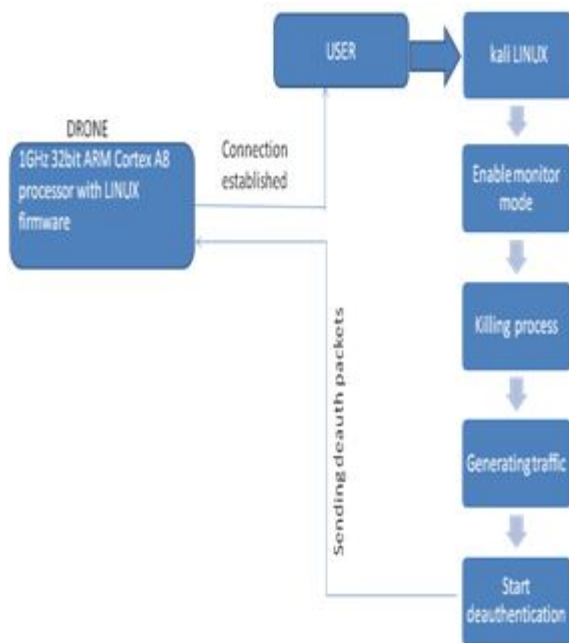 USER
kali LINUX
DRONE
1GHz 32bit ARM Cortex A8
processor with LINUX
firmware
Connection
established
Enable monitor
mode
Killing process
Generating traffic
Sending deauth packets
Start
deauthentication